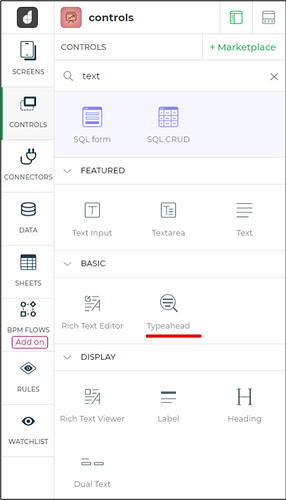 controls
SCREENS
CONTROLS
CONNECTORS
DATA
SHEETS
BPM FLOWS
Add on
RULES
WATCHLIST
CONTROLS
+ Marketplace
text
SQL form
SQL CRUD
FEATURED
Text Input
Textarea
Text
BASIC
Rich Text Editor
Typeahead
DISPLAY
Rich Text Viewer
Label
Heading
Dual Text